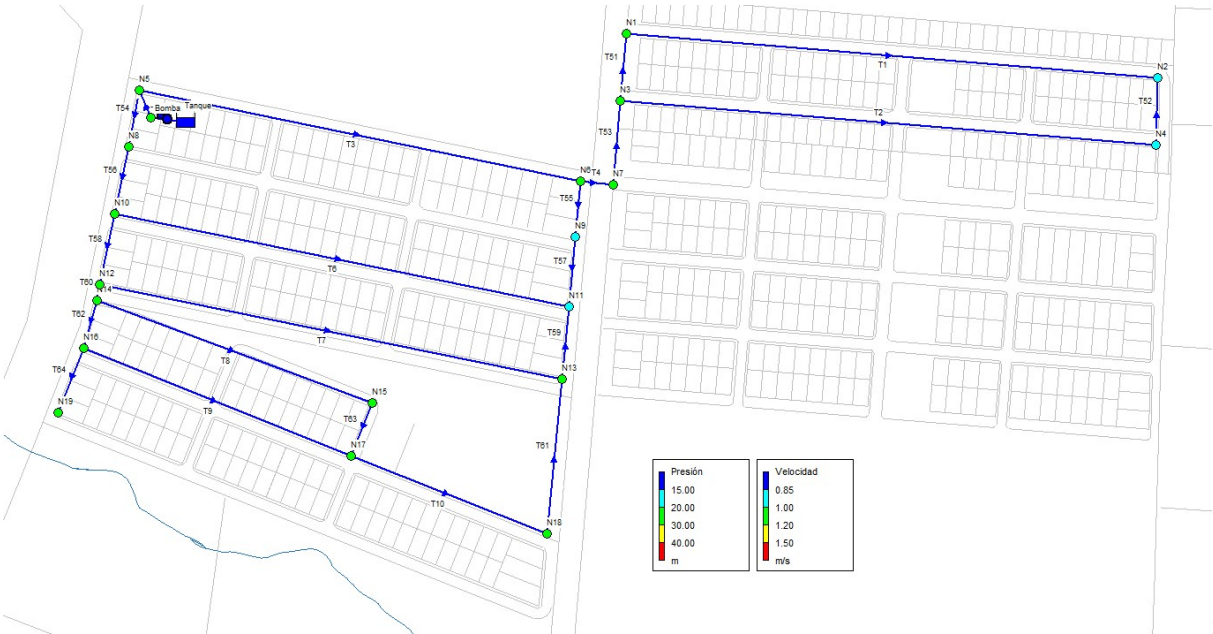 N1
T51
T1
N2
N5
N3
T52
T54
Bomba
Tanque
T2
N4
T53
N8
T3
N6
T4
N7
T56
T55
N10
N9
T58
T57
T6
N12
T60
N14
N11
T62
T7
T59
N16
T8
N13
T64
N15
N19
T9
T63
N17
T61
T10
N18
Presión
15.00
20.00
30.00
40.00
m
Velocidad
0.85
1.00
1.20
1.50
m/s